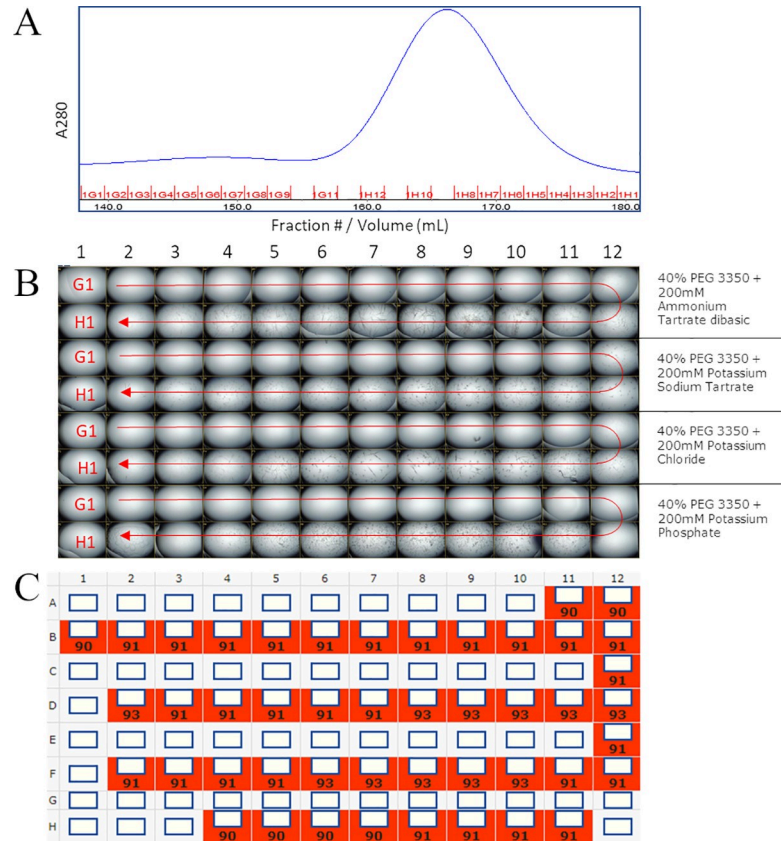 A
A280
1G1 1G2 1G3 1G4 1G5 1G6 1G7 1G8 1G9 1G11 1H12 1H10 1H8 1H7 1H6 1H5 1H4 1H3 1H2 1H1
140.0 150.0 160.0 170.0 180.0
Fraction # / Volume (mL)
1 2 3 4 5 6 7 8 9 10 11 12
B
G1
H1
40% PEG 3350 +
200mM
Ammonium
Tartrate dibasic
G1
H1
40% PEG 3350 +
200mM Potassium
Sodium Tartrate
G1
H1
40% PEG 3350 +
200mM Potassium
Chloride
G1
H1
40% PEG 3350 +
200mM Potassium
Phosphate
C
1 2 3 4 5 6 7 8 9 10 11 12
A 90 90
B 90 91 91 91 91 91 91 91 91 91 91 91
C 91
D 93 91 91 91 91 91 93 93 93 93 93
E 91
F 91 91 91 91 93 93 93 93 93 91 91
G
H 90 90 90 90 91 91 91 91